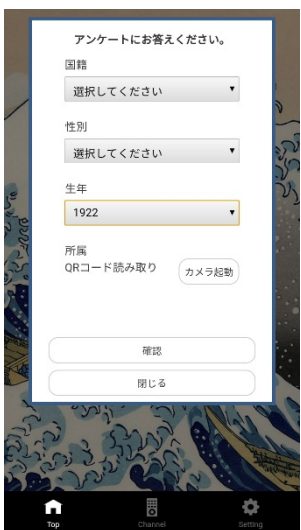 アンケートにお答えください。
国籍
選択してください
性別
選択してください
生年
1922
所属
QRコード読み取り
カメラ起動
確認
閉じる
Top
Channel
Setting